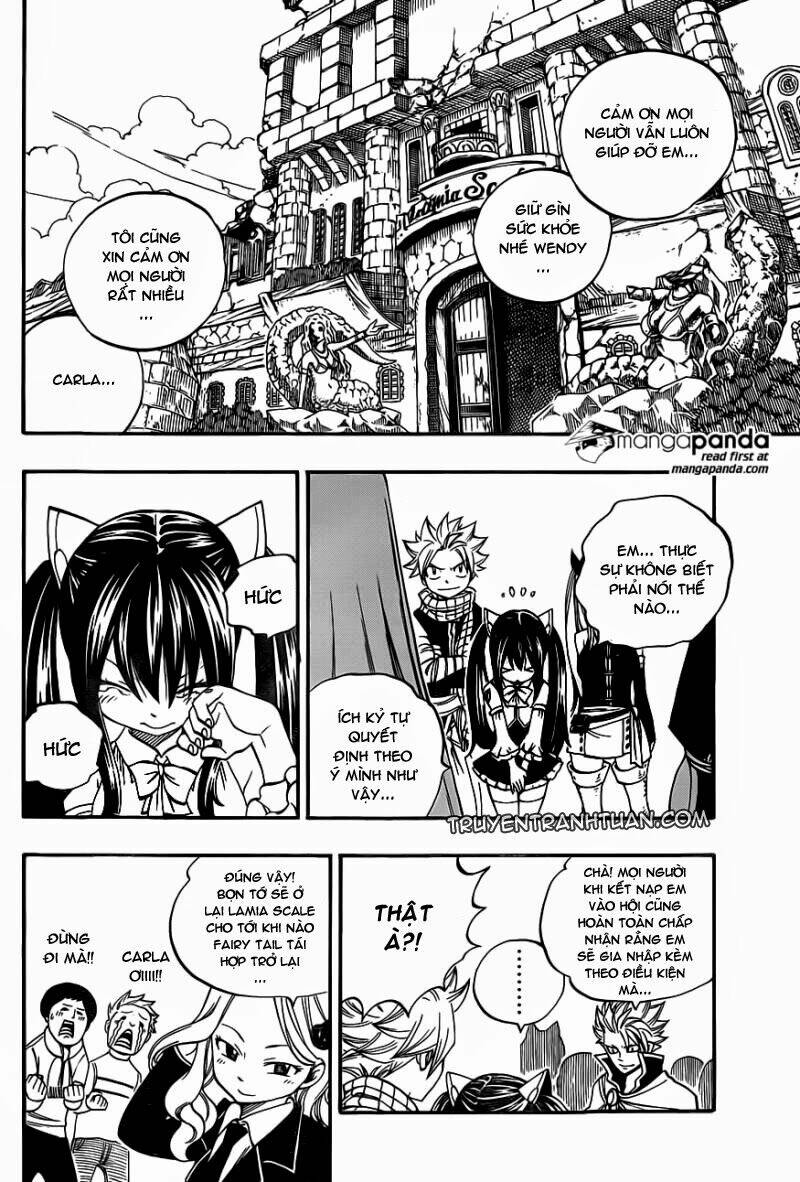 CẢM ƠN MỌI
NGƯỜI VẪN LUÔN
GIÚP ĐỠ EM...
GIỮ GÌN
SỨC KHỎE
NHÉ WENDY
...
TÔI CŨNG
XIN CẢM ƠN
MỌI NGƯỜI
RẤT NHIỀU
...
CARLA...
mangapanda
read first at
mangapanda.com
EM... THỰC
SỰ KHÔNG BIẾT
PHẢI NÓI THẾ
NÀO...
ÍCH KỶ TỰ
QUYẾT
ĐỊNH THEO
Ý MÌNH NHƯ
VẬY...
HỨC
HỨC
TRUYENTRANHTUAN.COM
CHÀ! MỌI NGƯỜI
KHI KẾT NẠP EM
VÀO HỘI CŨNG
HOÀN TOÀN CHẤP
NHẬN RẰNG EM
SẼ GIA NHẬP KÈM
THEO ĐIỀU KIỆN
MÀ...
.......
THẬT
À?!
ĐÚNG VẬY!
BỌN TỚ SẼ Ở
LẠI LAMIA SCALE
CHO TỚI KHI NÀO
FAIRY TAIL TÁI
HỢP TRỞ LẠI
...
CARLA
ƠIIII!!
ĐỪNG
ĐI MÀ!!